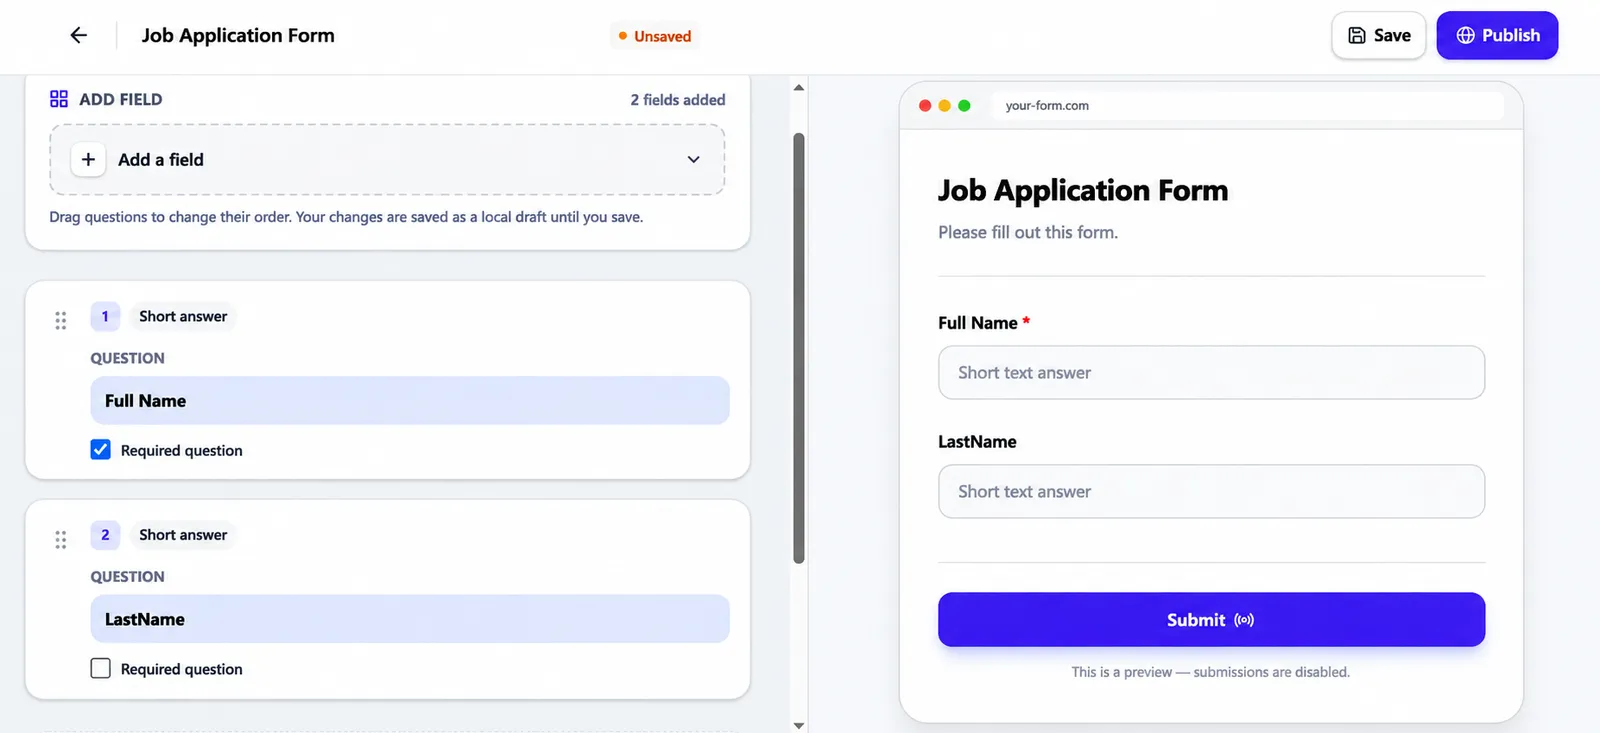 Job Application Form
Unsaved
Save
Publish
ADD FIELD
2 fields added
Add a field
Drag questions to change their order. Your changes are saved as a local draft until you save.
1
Short answer
QUESTION
Full Name
Required question
2
Short answer
QUESTION
LastName
Required question
your-form.com
Job Application Form
Please fill out this form.
Full Name *
Short text answer
LastName
Short text answer
Submit
This is a preview — submissions are disabled.